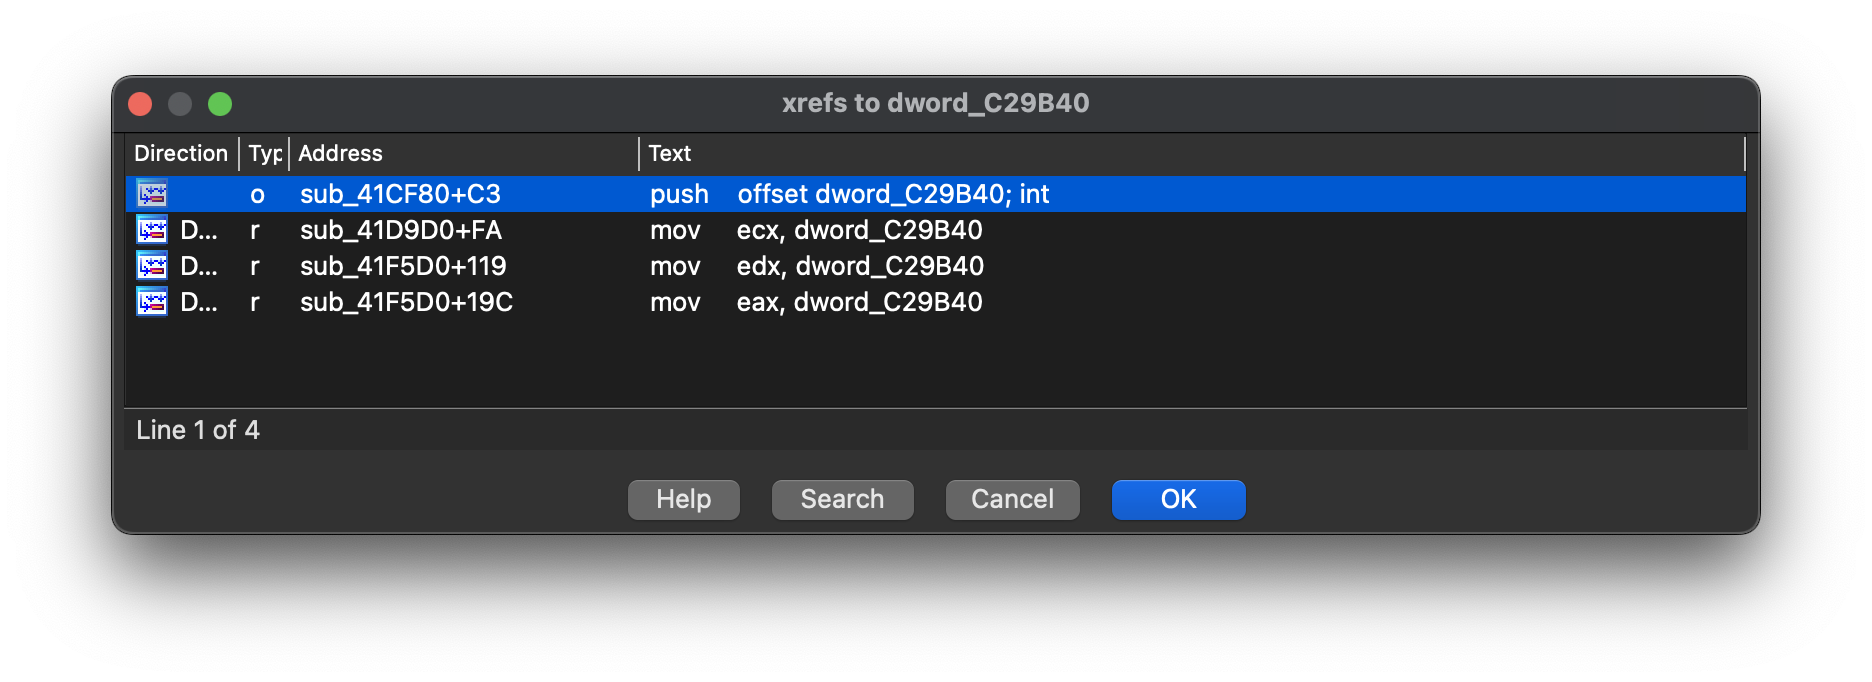 xrefs to dword_C29B40
Direction Typ Address Text
o sub_41CF80+C3 push offset dword_C29B40; int
D... r sub_41D9D0+FA mov ecx, dword_C29B40
D... r sub_41F5D0+119 mov edx, dword_C29B40
D... r sub_41F5D0+19C mov eax, dword_C29B40
Line 1 of 4
Help Search Cancel OK